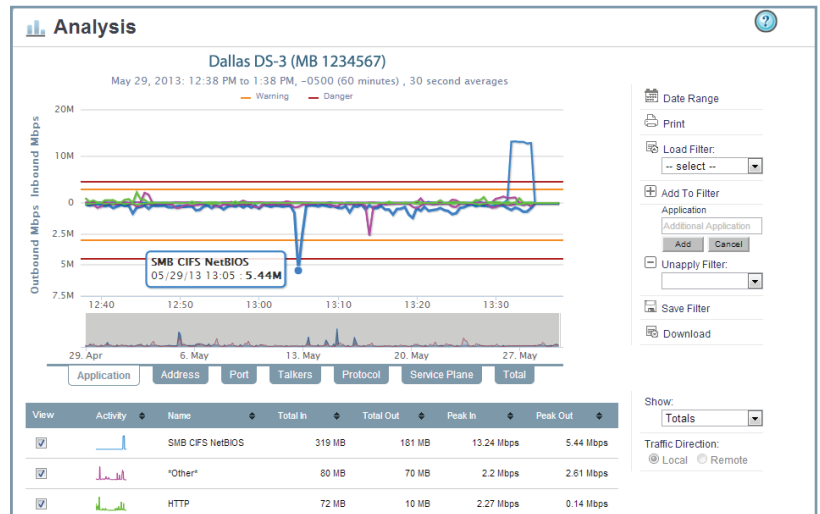 Analysis
?
Dallas DS-3 (MB 1234567)
May 29, 2013: 12:38 PM to 1:38 PM, -0500 (60 minutes) , 30 second averages
Warning Danger
Outbound Mbps Inbound Mbps
20M
10M
0
2.5M
5M
7.5M
SMB CIFS NetBIOS
05/29/13 13:05 : 5.44M
12:40 12:50 13:00 13:10 13:20 13:30
29. Apr 6. May 13. May 20. May 27. May
Application Address Port Talkers Protocol Service Plane Total
View Activity Name Total In Total Out Peak In Peak Out
SMB CIFS NetBIOS 319 MB 181 MB 13.24 Mbps 5.44 Mbps
*Other* 80 MB 70 MB 2.2 Mbps 2.61 Mbps
HTTP 72 MB 10 MB 2.27 Mbps 0.14 Mbps
Date Range
Print
Load Filter:
-- select --
Add To Filter
Application
Additional Application
Add Cancel
Unapply Filter:
Save Filter
Download
Show:
Totals
Traffic Direction:
Local Remote